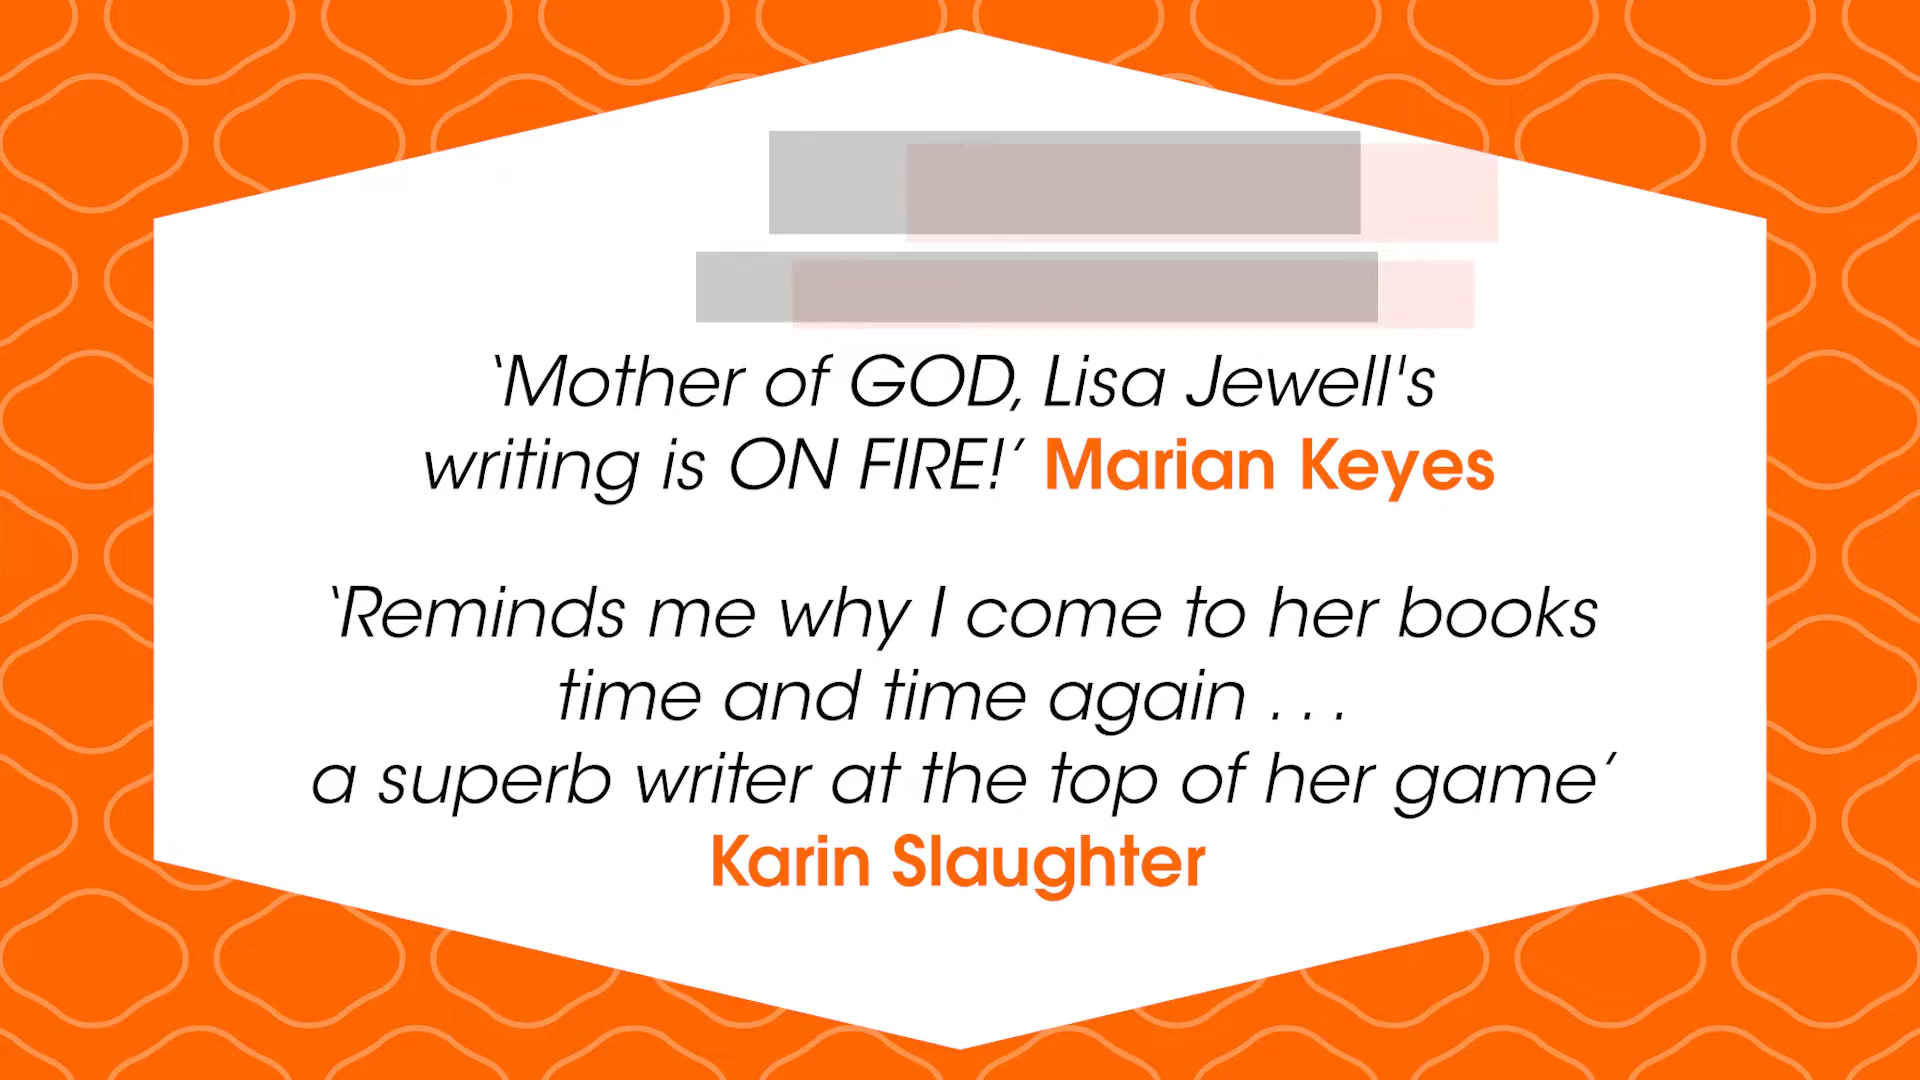 ‘Mother of GOD, Lisa Jewell's
writing is ON FIRE!’ Marian Keyes
‘Reminds me why I come to her books
time and time again . . .
a superb writer at the top of her game’
Karin Slaughter